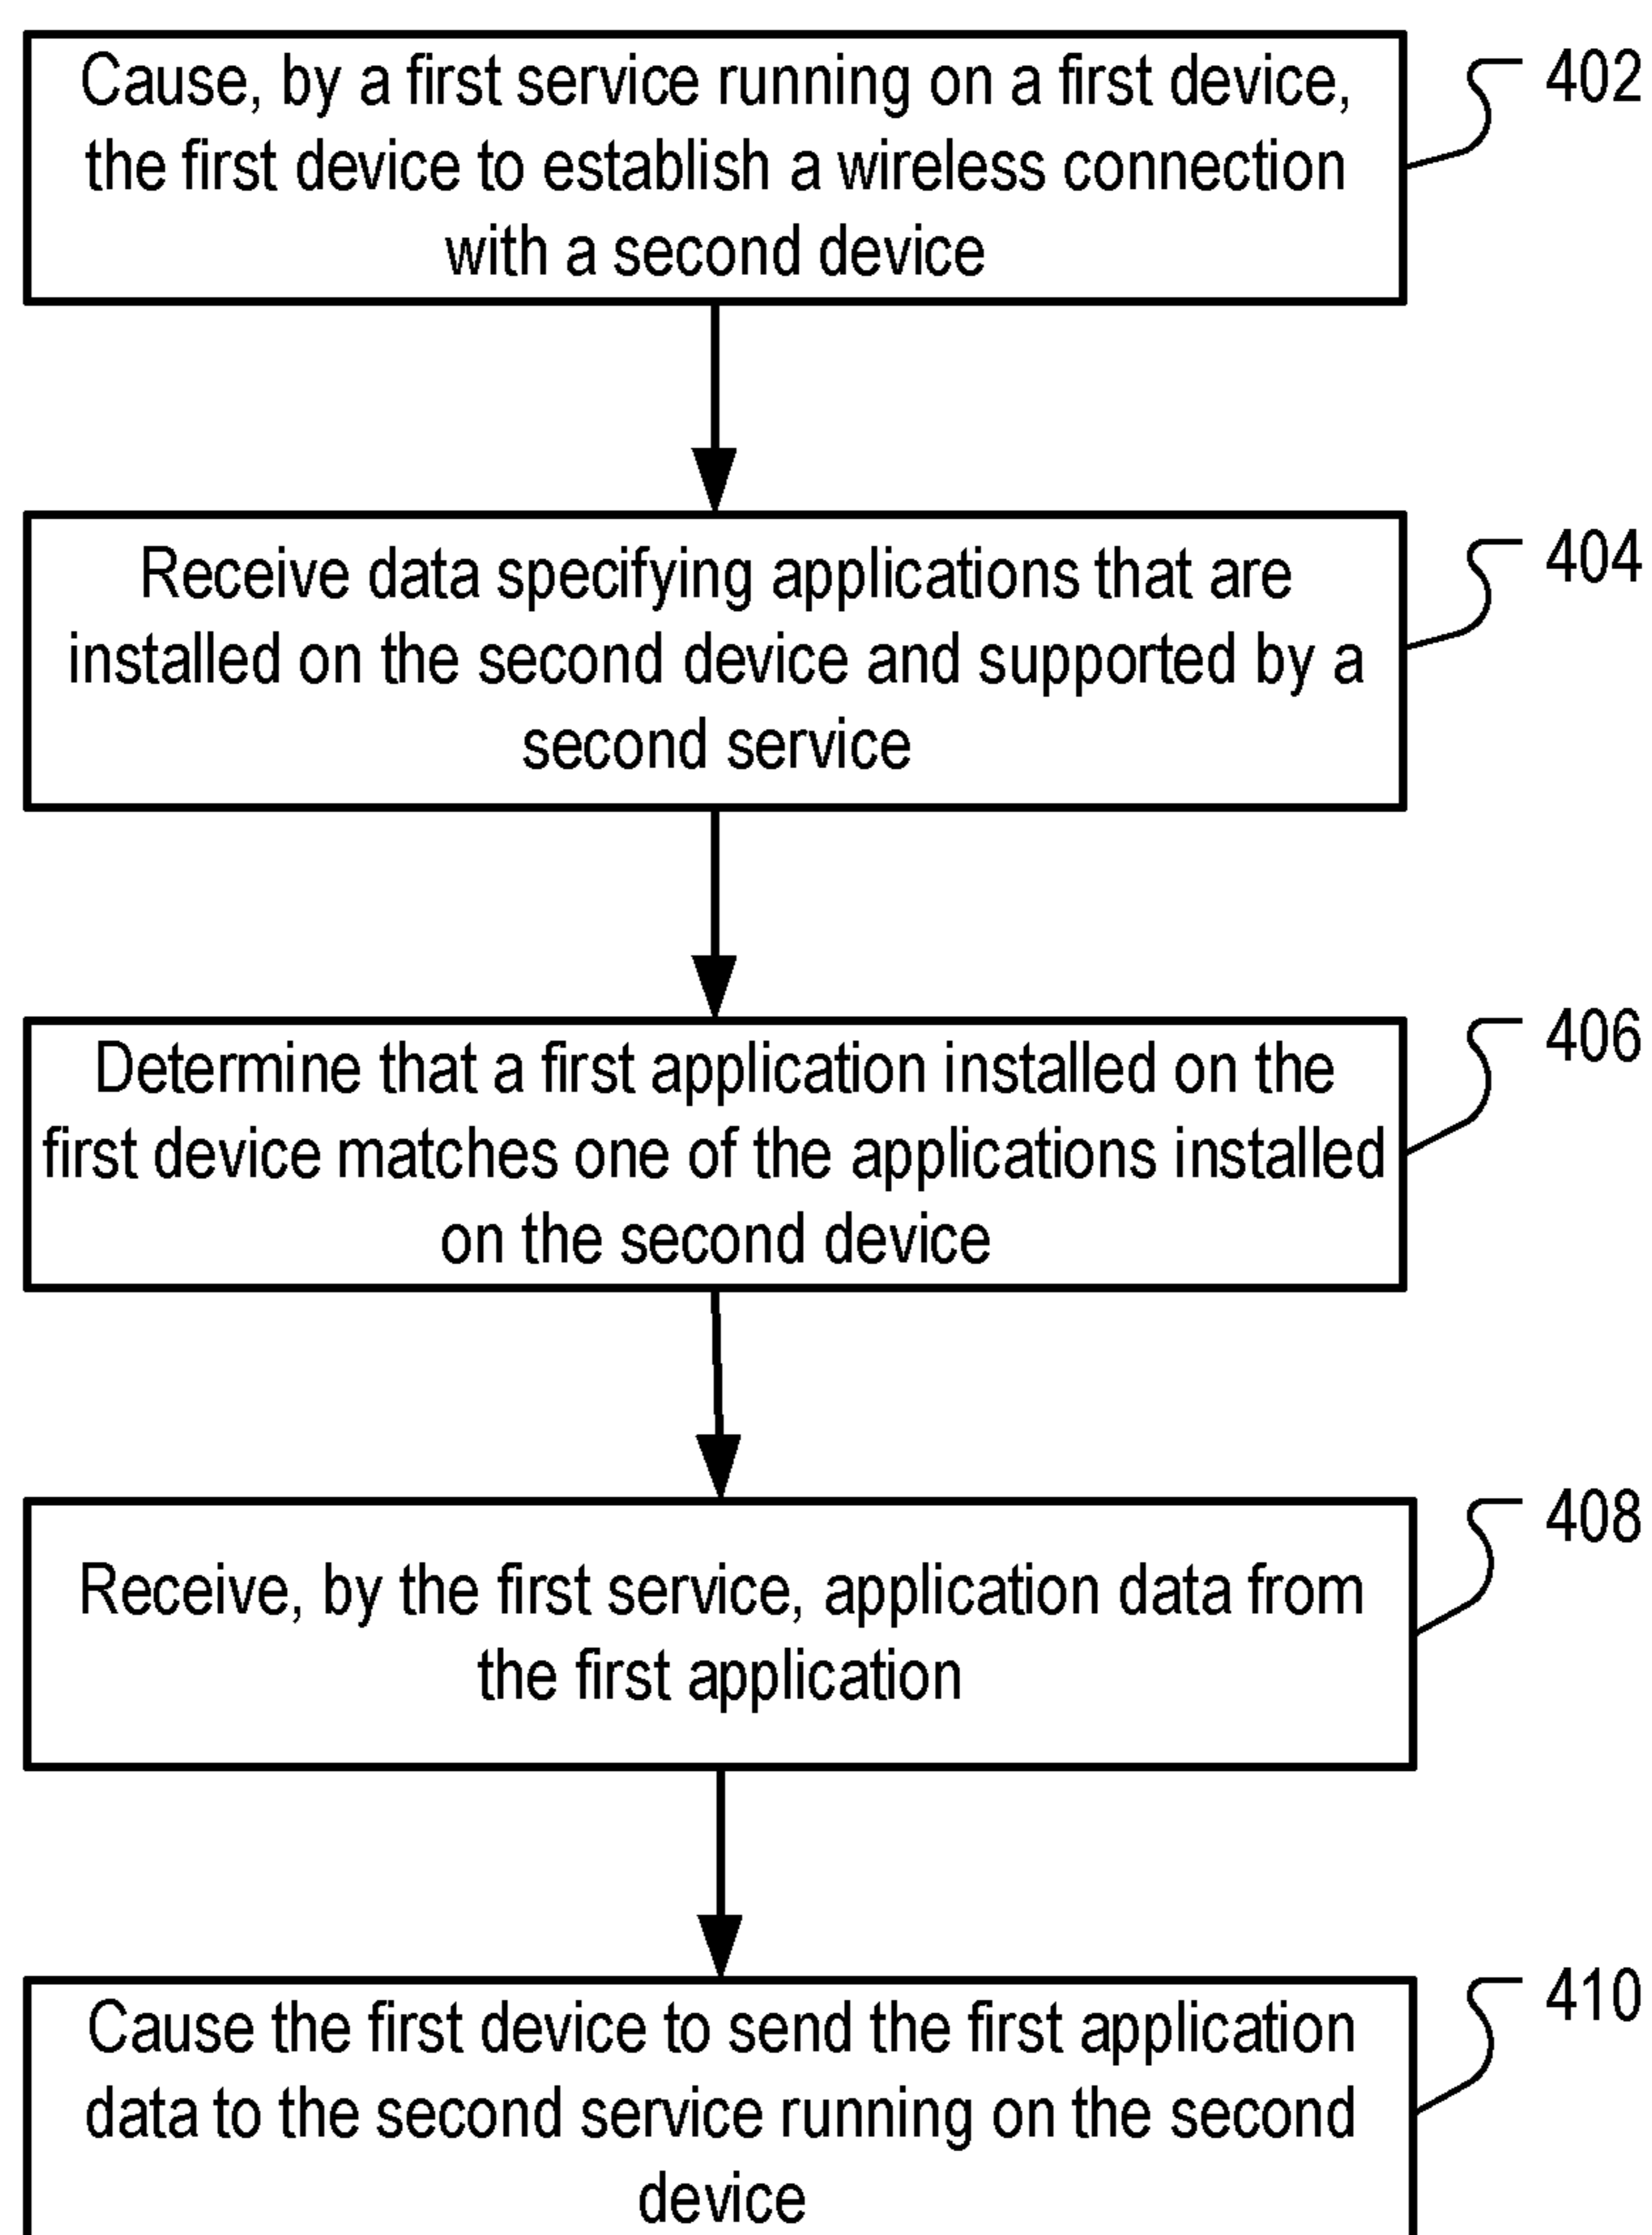 Cause, by a first service running on a first device,
the first device to establish a wireless connection
with a second device
402
Receive data specifying applications that are
installed on the second device and supported by a
second service
404
Determine that a first application installed on the
first device matches one of the applications installed
on the second device
406
Receive, by the first service, application data from
the first application
408
Cause the first device to send the first application
data to the second service running on the second
device
410